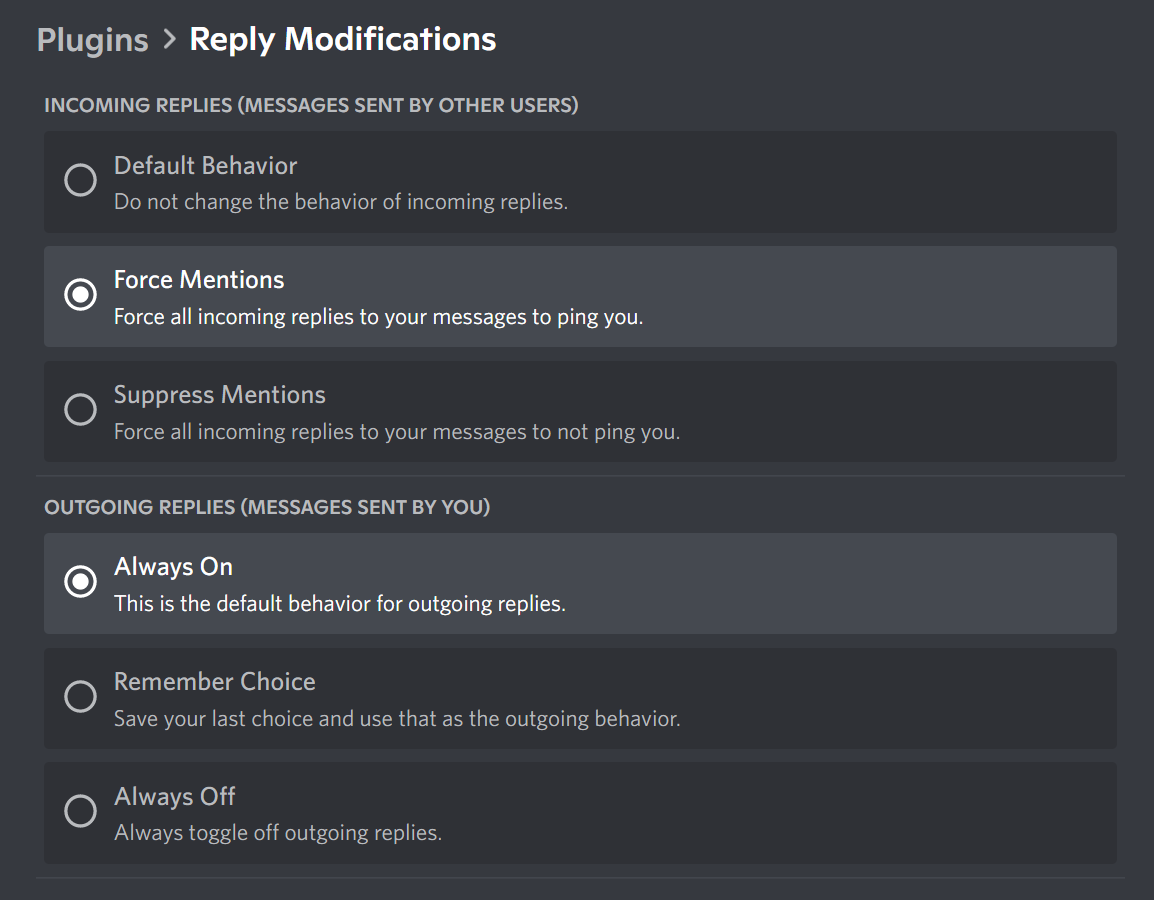 Plugins > Reply Modifications
INCOMING REPLIES (MESSAGES SENT BY OTHER USERS)
Default Behavior
Do not change the behavior of incoming replies.
Force Mentions
Force all incoming replies to your messages to ping you.
Suppress Mentions
Force all incoming replies to your messages to not ping you.
OUTGOING REPLIES (MESSAGES SENT BY YOU)
Always On
This is the default behavior for outgoing replies.
Remember Choice
Save your last choice and use that as the outgoing behavior.
Always Off
Always toggle off outgoing replies.